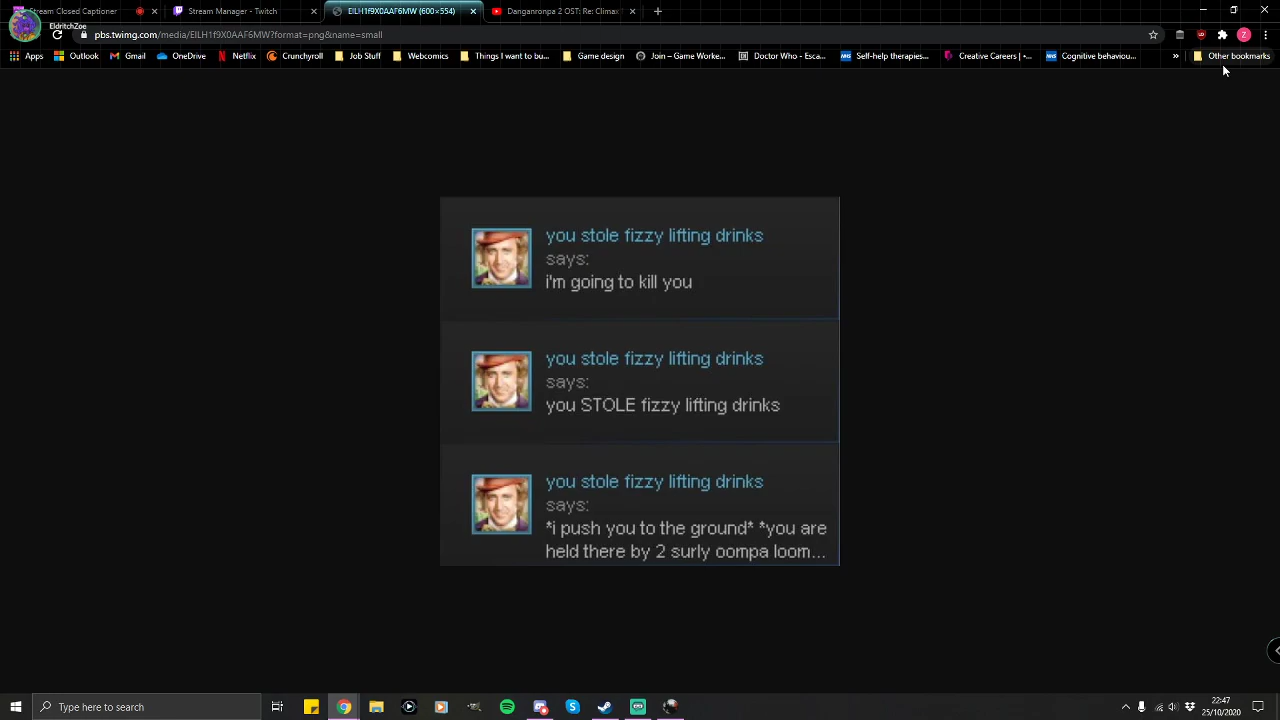 Stream Closed Captioner
Stream Manager - Twitch
EILH1f9X0AAF6MW (600×554)
Danganronpa 2 OST: Re: Climax
EldritchZoe
pbs.twimg.com/media/EILH1f9X0AAF6MW?format=png&name=small
Apps
Outlook
Gmail
OneDrive
Netflix
Crunchyroll
Job Stuff
Webcomics
Things I want to bu...
Game design
Join — Game Worke...
Doctor Who - Esca...
Self-help therapies...
Creative Careers | •...
Cognitive behaviou...
Other bookmarks
you stole fizzy lifting drinks
says:
i'm going to kill you
you stole fizzy lifting drinks
says:
you STOLE fizzy lifting drinks
you stole fizzy lifting drinks
says:
*i push you to the ground* *you are
held there by 2 surly oompa loom...
Type here to search
22:47
25/10/2020